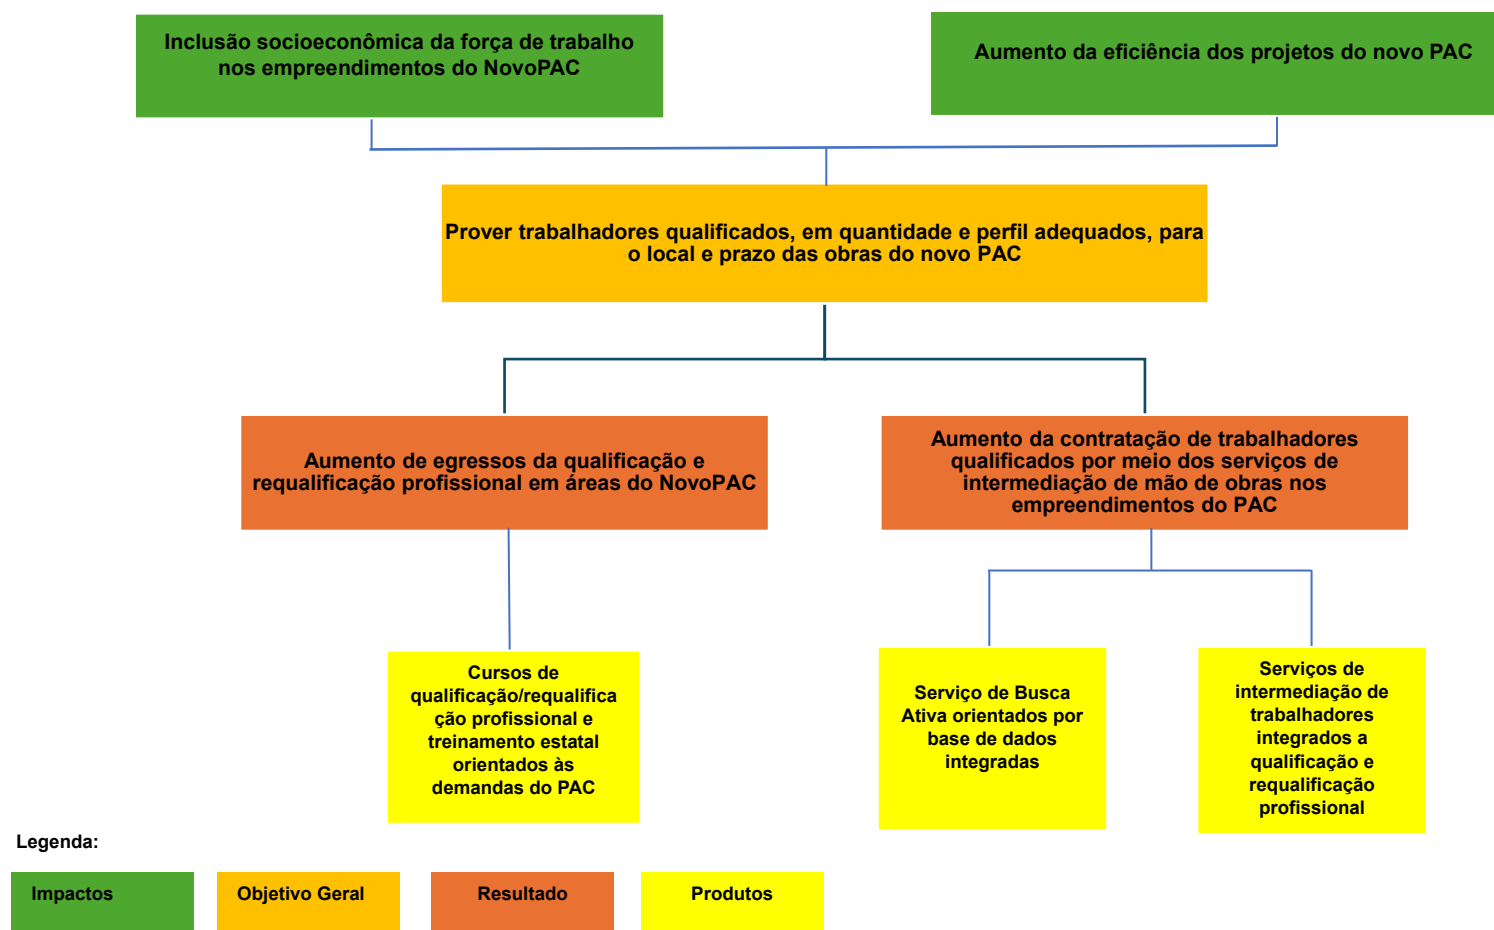 Inclusão socioeconômica da força de trabalho
nos empreendimentos do NovoPAC
Aumento da eficiência dos projetos do novo PAC
Prover trabalhadores qualificados, em quantidade e perfil adequados, para
o local e prazo das obras do novo PAC
Aumento de egressos da qualificação e
requalificação profissional em áreas do NovoPAC
Aumento da contratação de trabalhadores
qualificados por meio dos serviços de
intermediação de mão de obras nos
empreendimentos do PAC
Cursos de
qualificação/requalifica
ção profissional e
treinamento estatal
orientados às
demandas do PAC
Serviço de Busca
Ativa orientados por
base de dados
integradas
Serviços de
intermediação de
trabalhadores
integrados a
qualificação e
requalificação
profissional
Legenda:
Impactos
Objetivo Geral
Resultado
Produtos